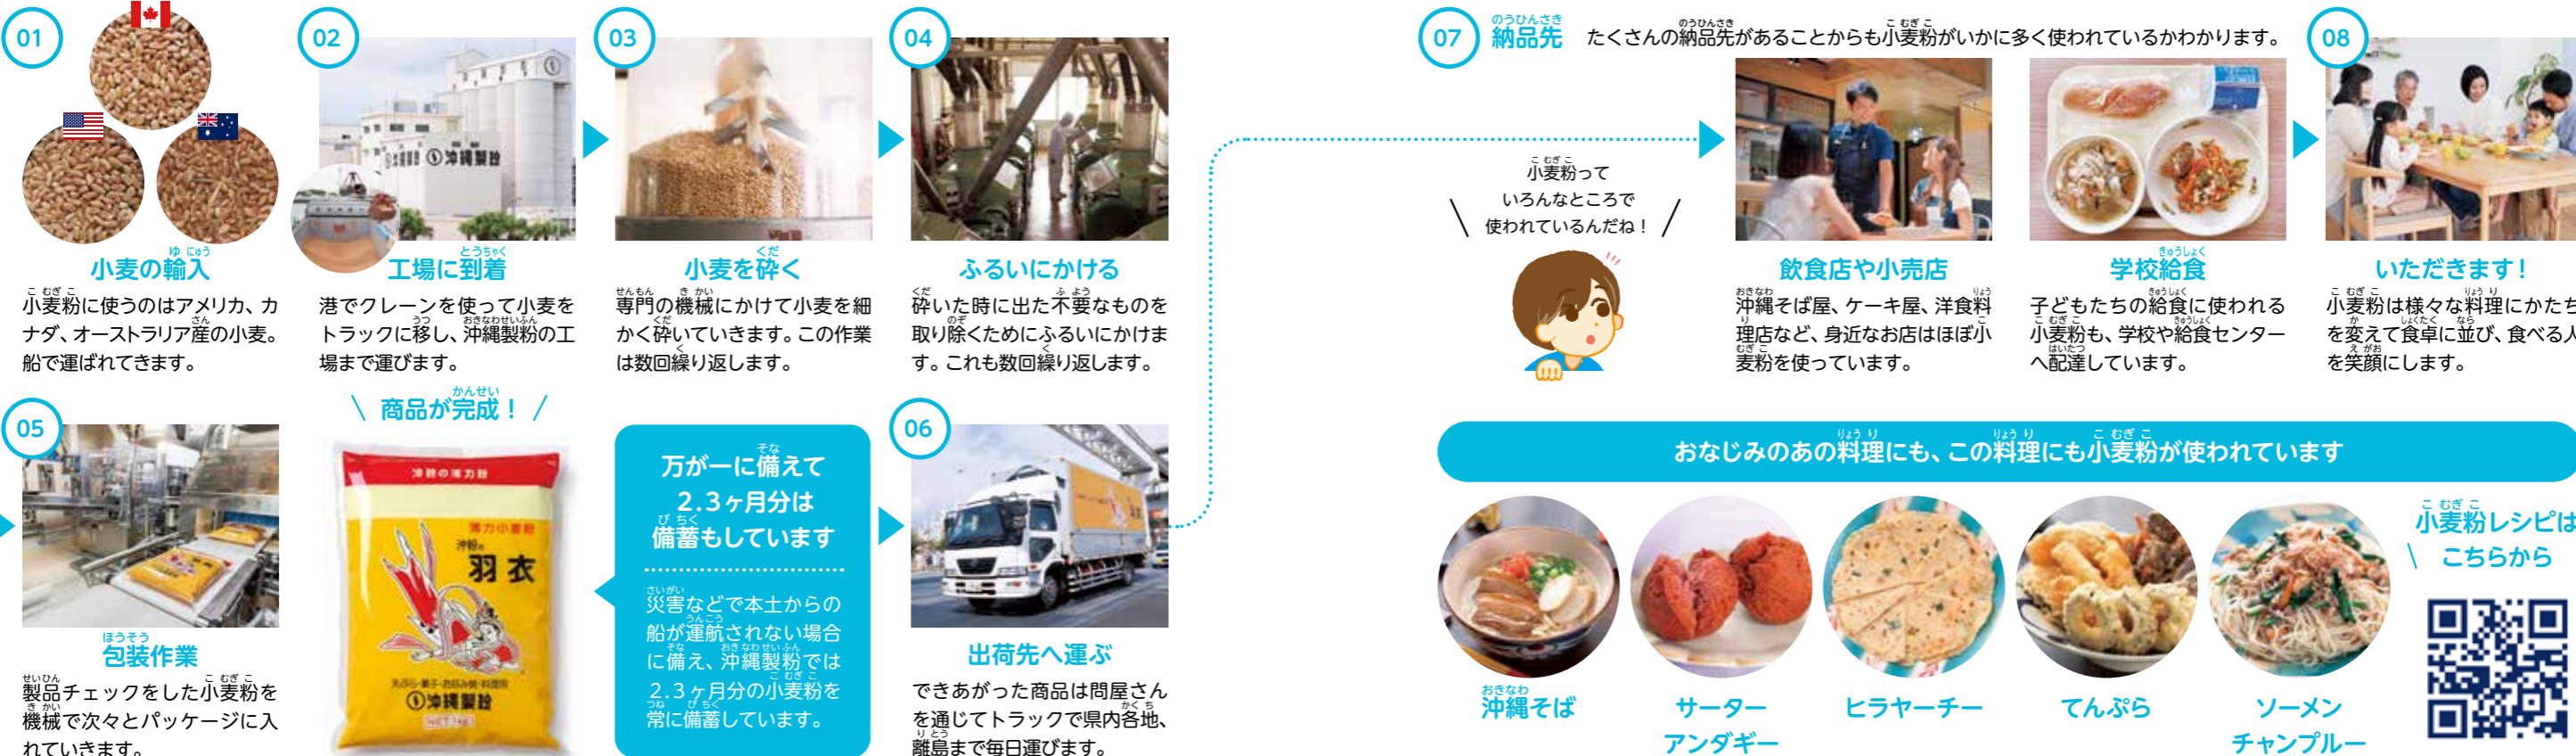 01
小麦の輸入
小麦粉に使うのはアメリカ、カ
ナダ、オーストラリア産の小麦。
船で運ばれてきます。
02
沖縄製粉
工場に到着
港でクレーンを使って小麦を
トラックに移し、沖縄製粉の工
場まで運びます。
03
小麦を砕く
専門の機械にかけて小麦を細
かく砕いていきます。この作業
は数回繰り返します。
04
ふるいにかける
砕いた時に出た不要なものを
取り除くためにふるいにかけま
す。これも数回繰り返します。
05
包装作業
製品チェックをした小麦粉を
機械で次々とパッケージに入
れていきます。
商品が完成!
沖粉の薄力粉
薄力小麦粉
沖粉の
羽衣
天ぷら・菓子・お好み焼・料理用
沖縄製粉
万が一に備えて
2.3ヶ月分は
備蓄もしています
災害などで本土からの
船が運航されない場合
に備え、沖縄製粉では
2.3ヶ月分の小麦粉を
常に備蓄しています。
06
出荷先へ運ぶ
できあがった商品は問屋さん
を通じてトラックで県内各地、
離島まで毎日運びます。
07
納品先
たくさんの納品先があることからも小麦粉がいかに多く使われているかわかります。
小麦粉って
いろんなところで
使われているんだね!
飲食店や小売店
沖縄そば屋、ケーキ屋、洋食料
理店など、身近なお店はほぼ小
麦粉を使っています。
学校給食
子どもたちの給食に使われる
小麦粉も、学校や給食センター
へ配達しています。
08
いただきます!
小麦粉は様々な料理にかたち
を変えて食卓に並び、食べる人
を笑顔にします。
おなじみのあの料理にも、この料理にも小麦粉が使われています
沖縄そば
サーター
アンダギー
ヒラヤーチー
てんぷら
ソーメン
チャンプルー
小麦粉レシピは
こちらから